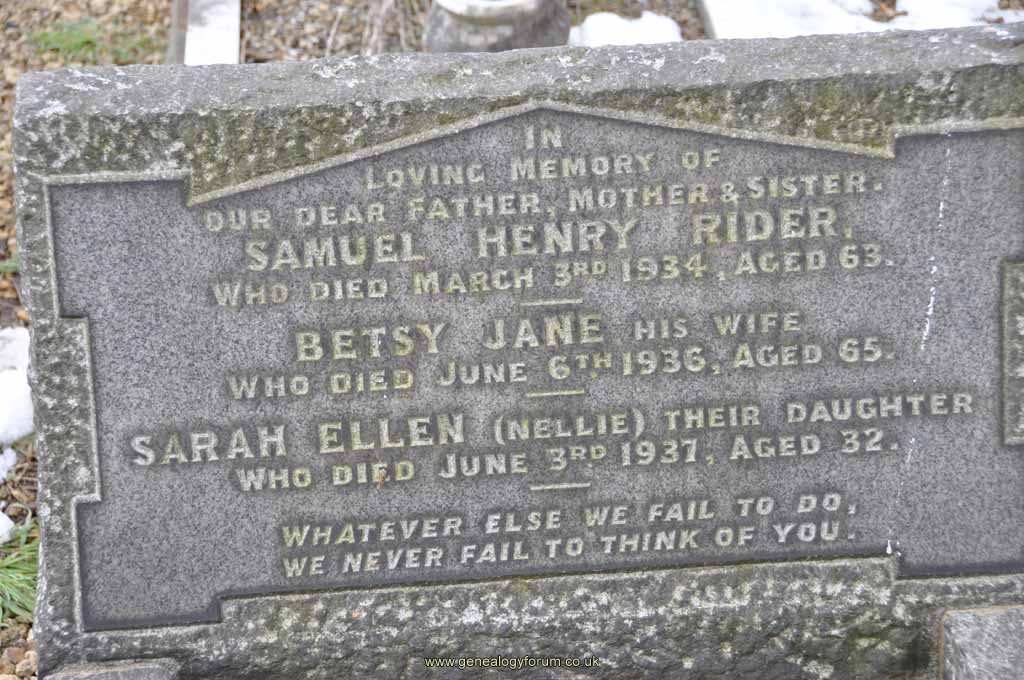 IN
LOVING MEMORY OF
OUR DEAR FATHER, MOTHER & SISTER.
SAMUEL HENRY RIDER,
WHO DIED MARCH 3RD 1934, AGED 63.
BETSY JANE HIS WIFE
WHO DIED JUNE 6TH 1936, AGED 65.
SARAH ELLEN (NELLIE) THEIR DAUGHTER
WHO DIED JUNE 3RD 1937, AGED 32.
WHATEVER ELSE WE FAIL TO DO,
WE NEVER FAIL TO THINK OF YOU.
www.genealogyforum.co.uk